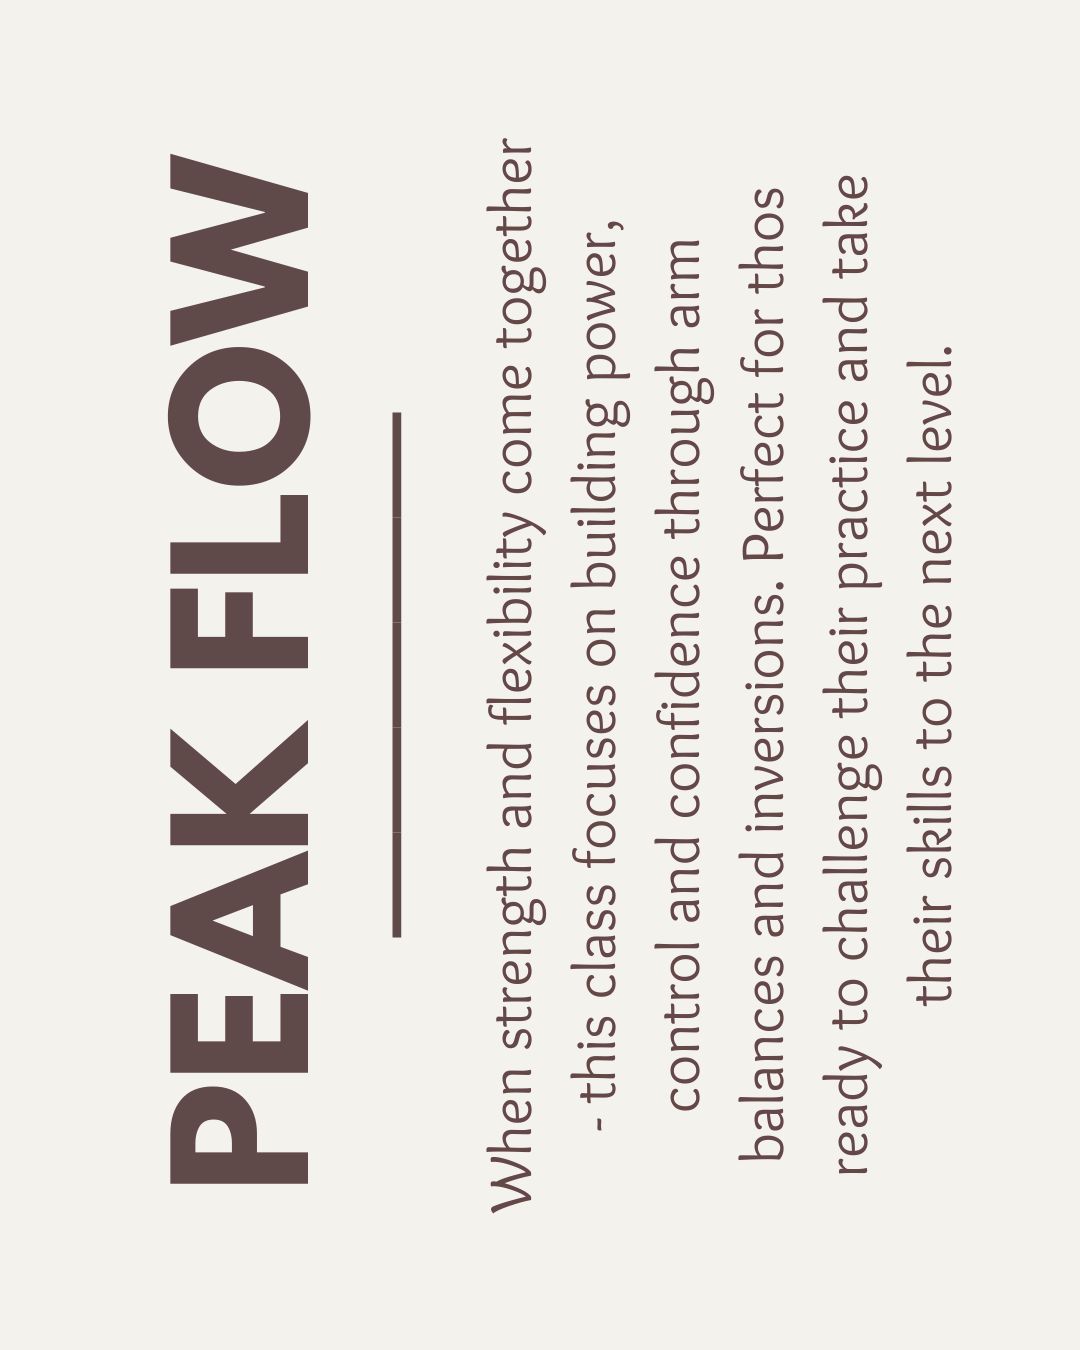 PEAK FLOW
When strength and flexibility come together
- this class focuses on building power,
control and confidence through arm
balances and inversions. Perfect for thos
ready to challenge their practice and take
their skills to the next level.